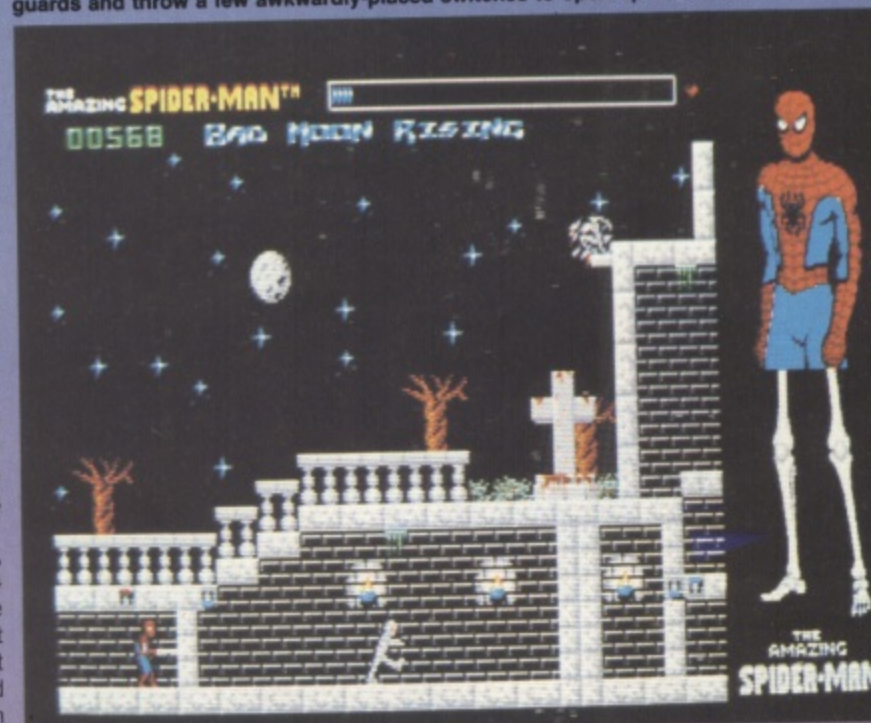 guards and throw a few awkwardly-placed switches to open
THE AMAZING SPIDER·MAN™
00568 BAD MOON RISING
THE
AMAZING
SPIDER·MAN